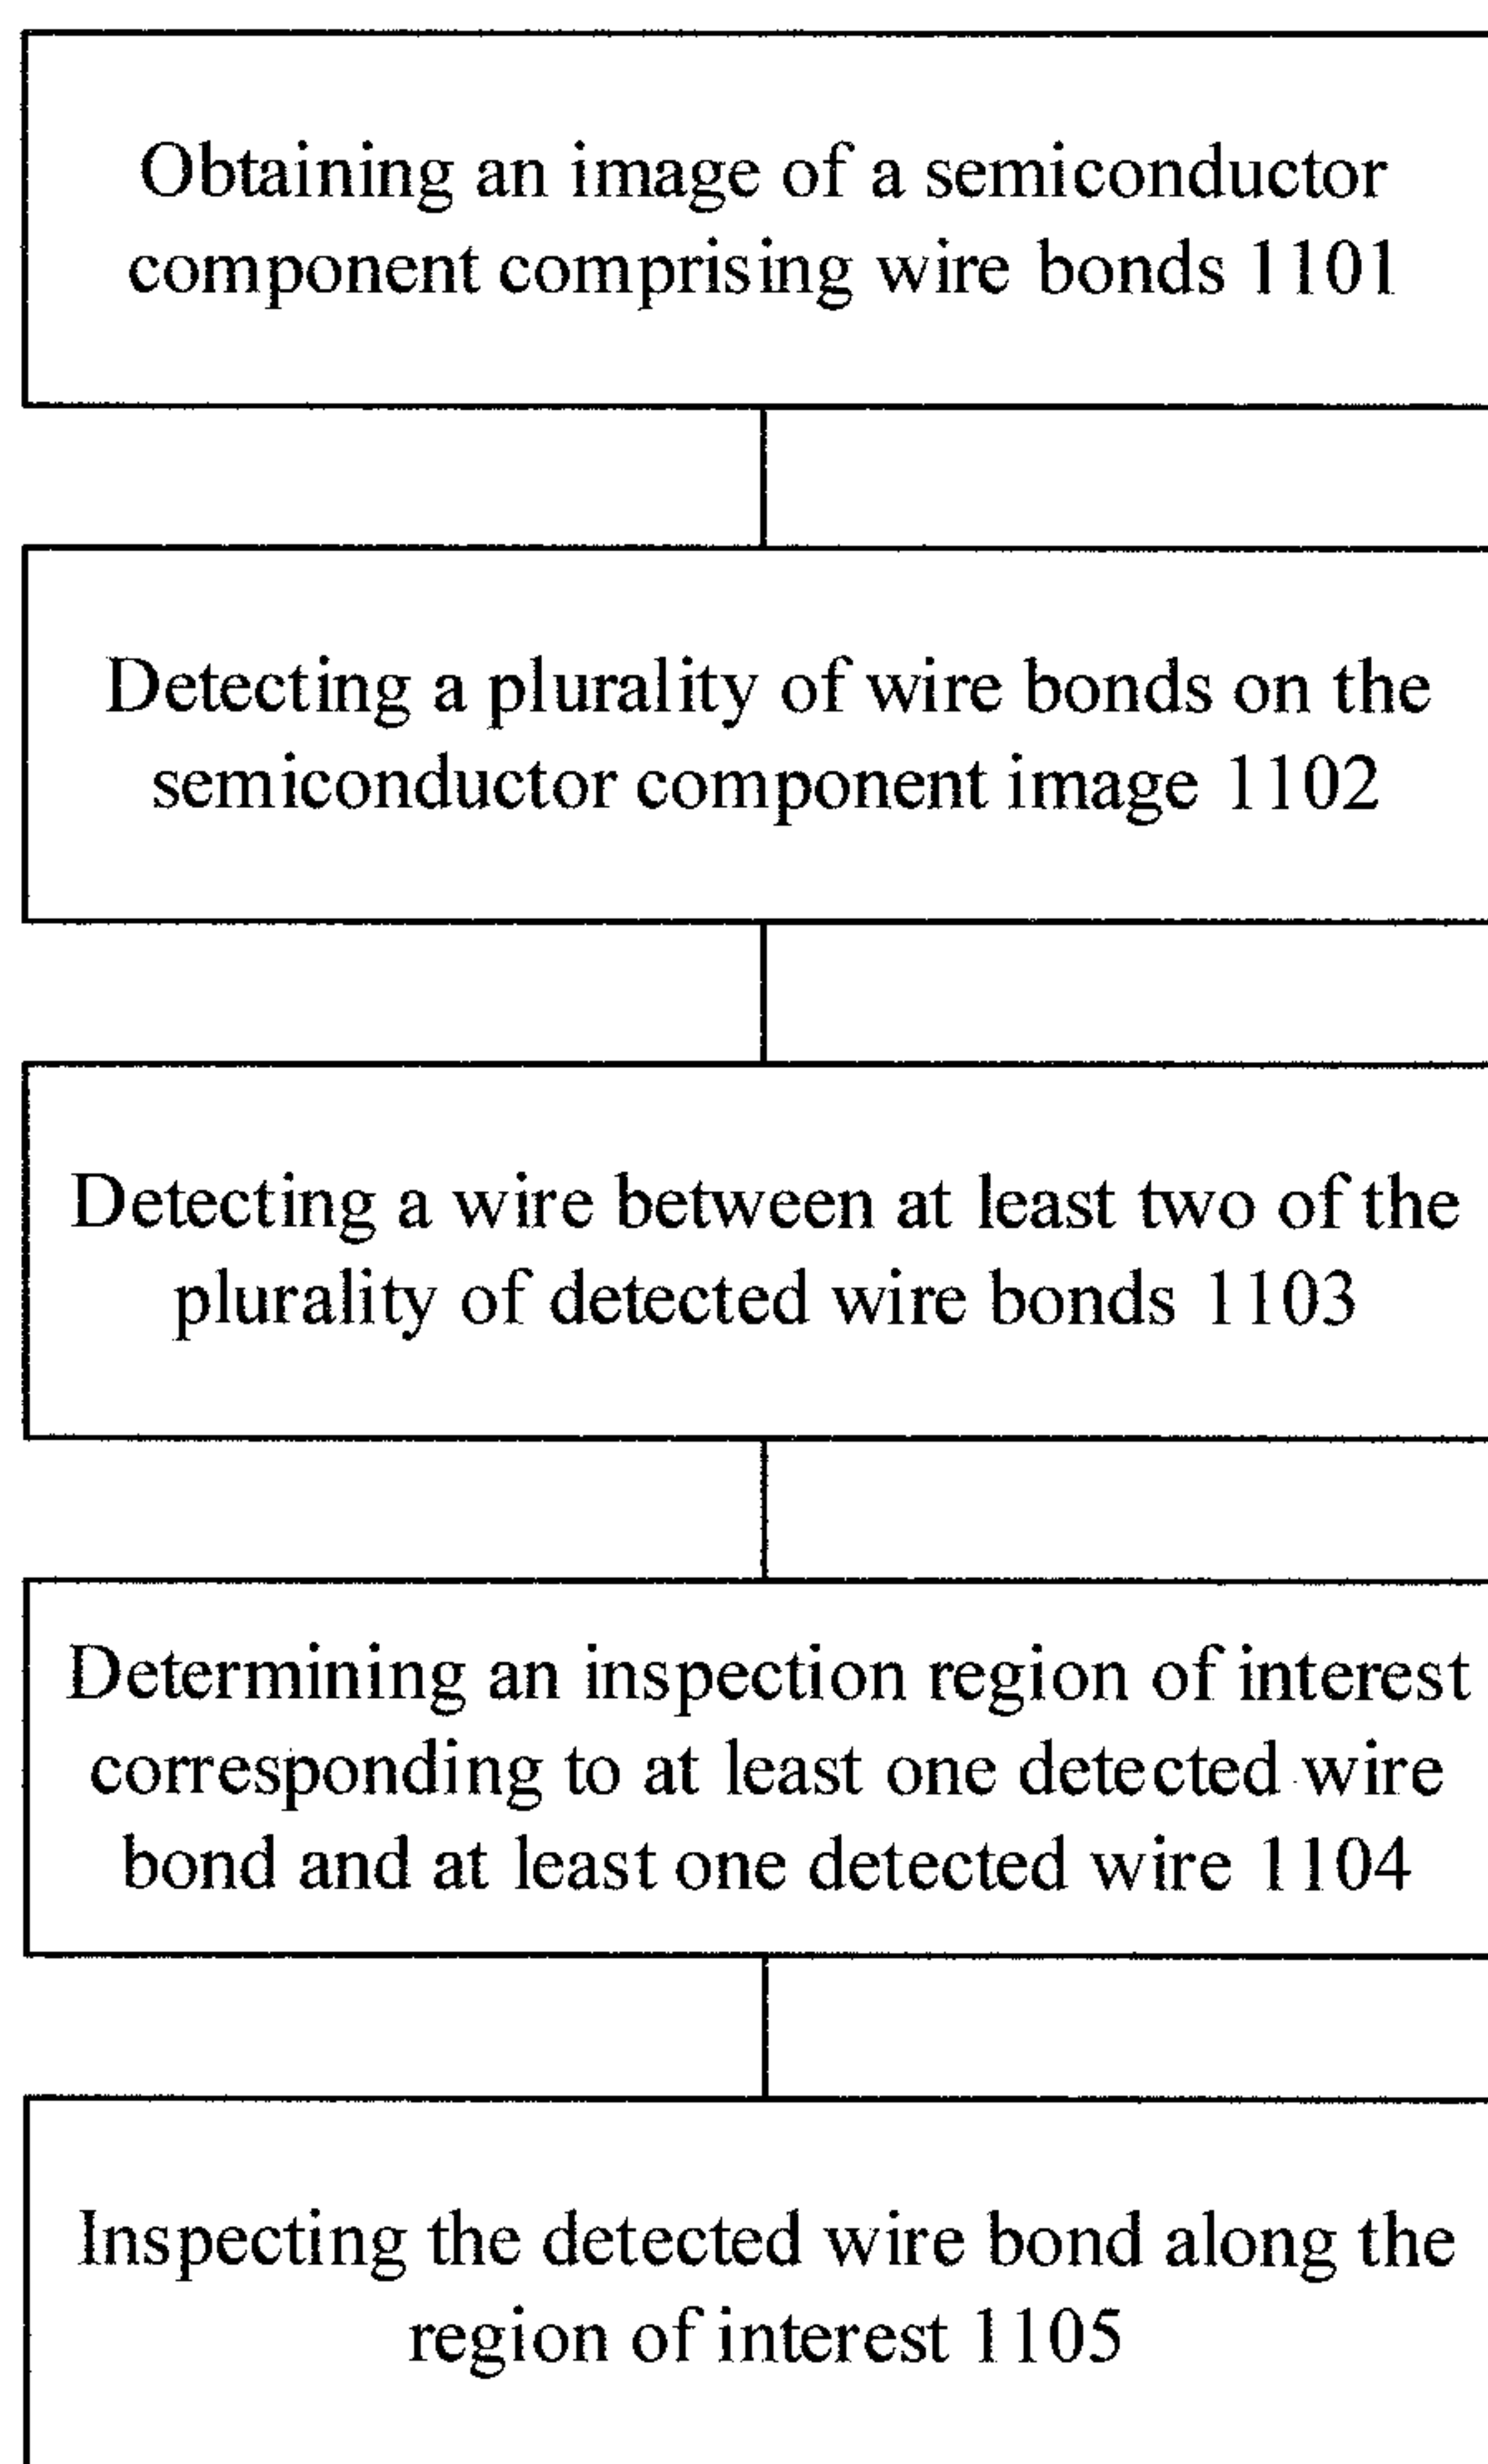 Obtaining an image of a semiconductor
component comprising wire bonds 1101
Detecting a plurality of wire bonds on the
semiconductor component image 1102
Detecting a wire between at least two of the
plurality of detected wire bonds 1103
Determining an inspection region of interest
corresponding to at least one detected wire
bond and at least one detected wire 1104
Inspecting the detected wire bond along the
region of interest 1105